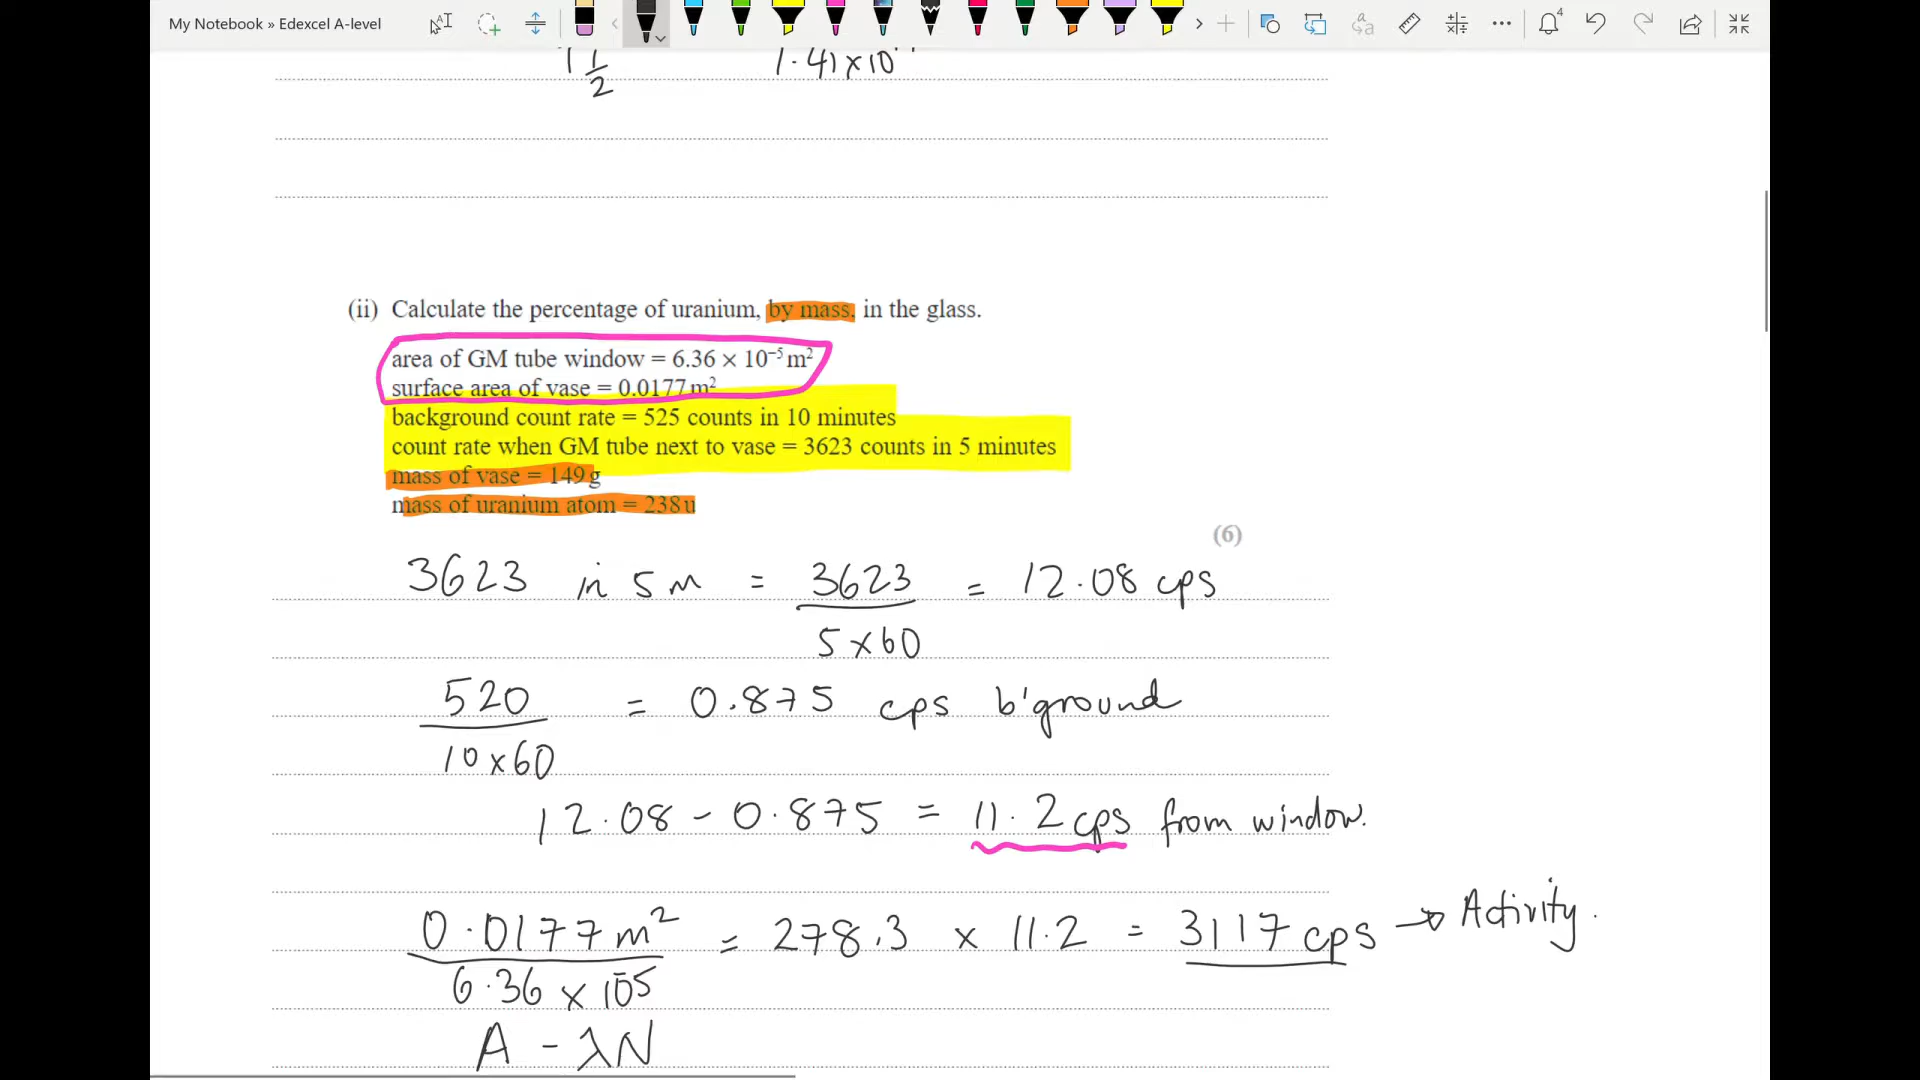 My Notebook » Edexcel A-level
4
1/2 1.41×10
(ii) Calculate the percentage of uranium, by mass, in the glass.
area of GM tube window = 6.36 × 10⁻⁵ m²
surface area of vase = 0.0177 m²
background count rate = 525 counts in 10 minutes
count rate when GM tube next to vase = 3623 counts in 5 minutes
mass of vase = 149 g
mass of uranium atom = 238 u
(6)
3623 in 5 m = 3623 / 5×60 = 12.08 cps
520 / 10×60 = 0.875 cps b'ground
12.08 - 0.875 = 11.2 cps from window.
0.0177 m² / 6.36 × 10⁻⁵ = 278.3 × 11.2 = 3117 cps → Activity.
A - λN